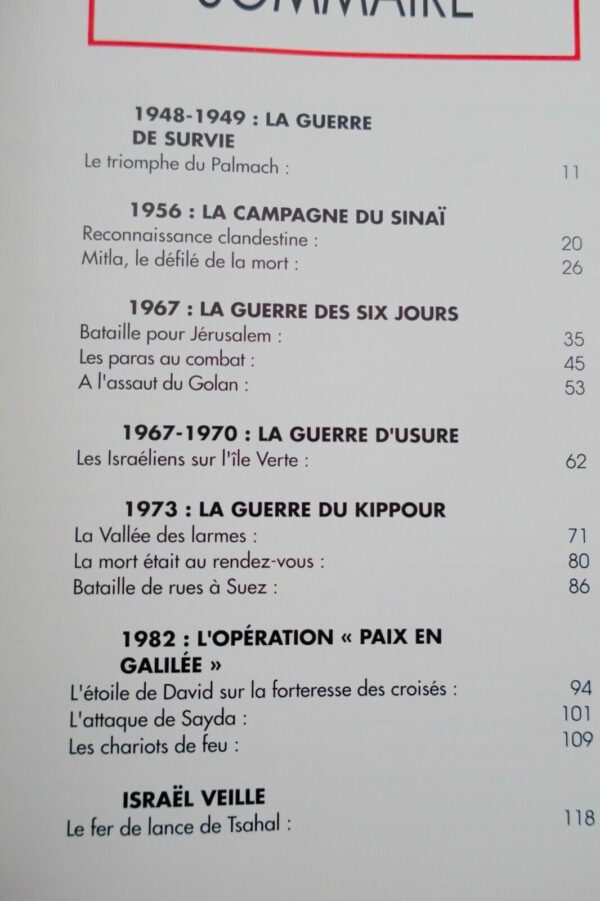 SOMMAIRE
1948-1949 : LA GUERRE
DE SURVIE
Le triomphe du Palmach : 11
1956 : LA CAMPAGNE DU SINAÏ
Reconnaissance clandestine : 20
Mitla, le défilé de la mort : 26
1967 : LA GUERRE DES SIX JOURS
Bataille pour Jérusalem : 35
Les paras au combat : 45
A l'assaut du Golan : 53
1967-1970 : LA GUERRE D'USURE
Les Israéliens sur l'île Verte : 62
1973 : LA GUERRE DU KIPPOUR
La Vallée des larmes : 71
La mort était au rendez-vous : 80
Bataille de rues à Suez : 86
1982 : L'OPÉRATION « PAIX EN
GALILÉE »
L'étoile de David sur la forteresse des croisés : 94
L'attaque de Sayda : 101
Les chariots de feu : 109
ISRAËL VEILLE
Le fer de lance de Tsahal : 118